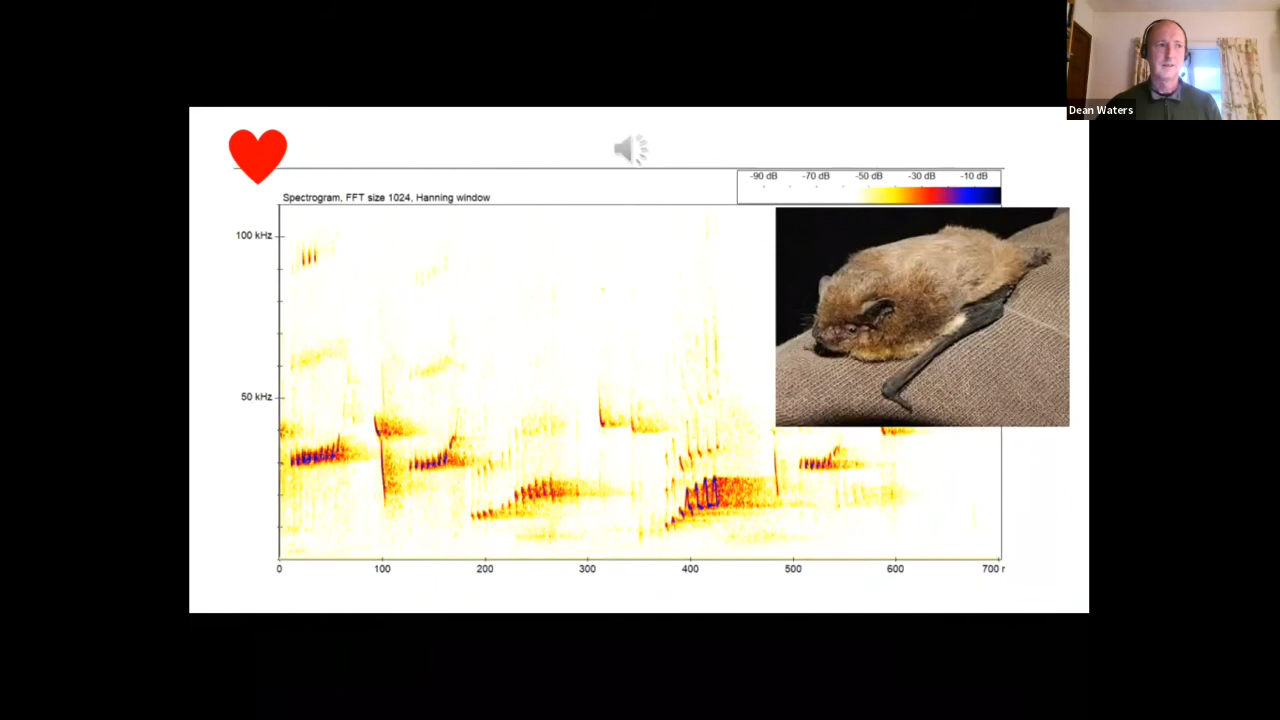 Dean Waters
-90 dB -70 dB -50 dB -30 dB -10 dB
Spectrogram, FFT size 1024, Hanning window
100 kHz
50 kHz
0 100 200 300 400 500 600 700 r